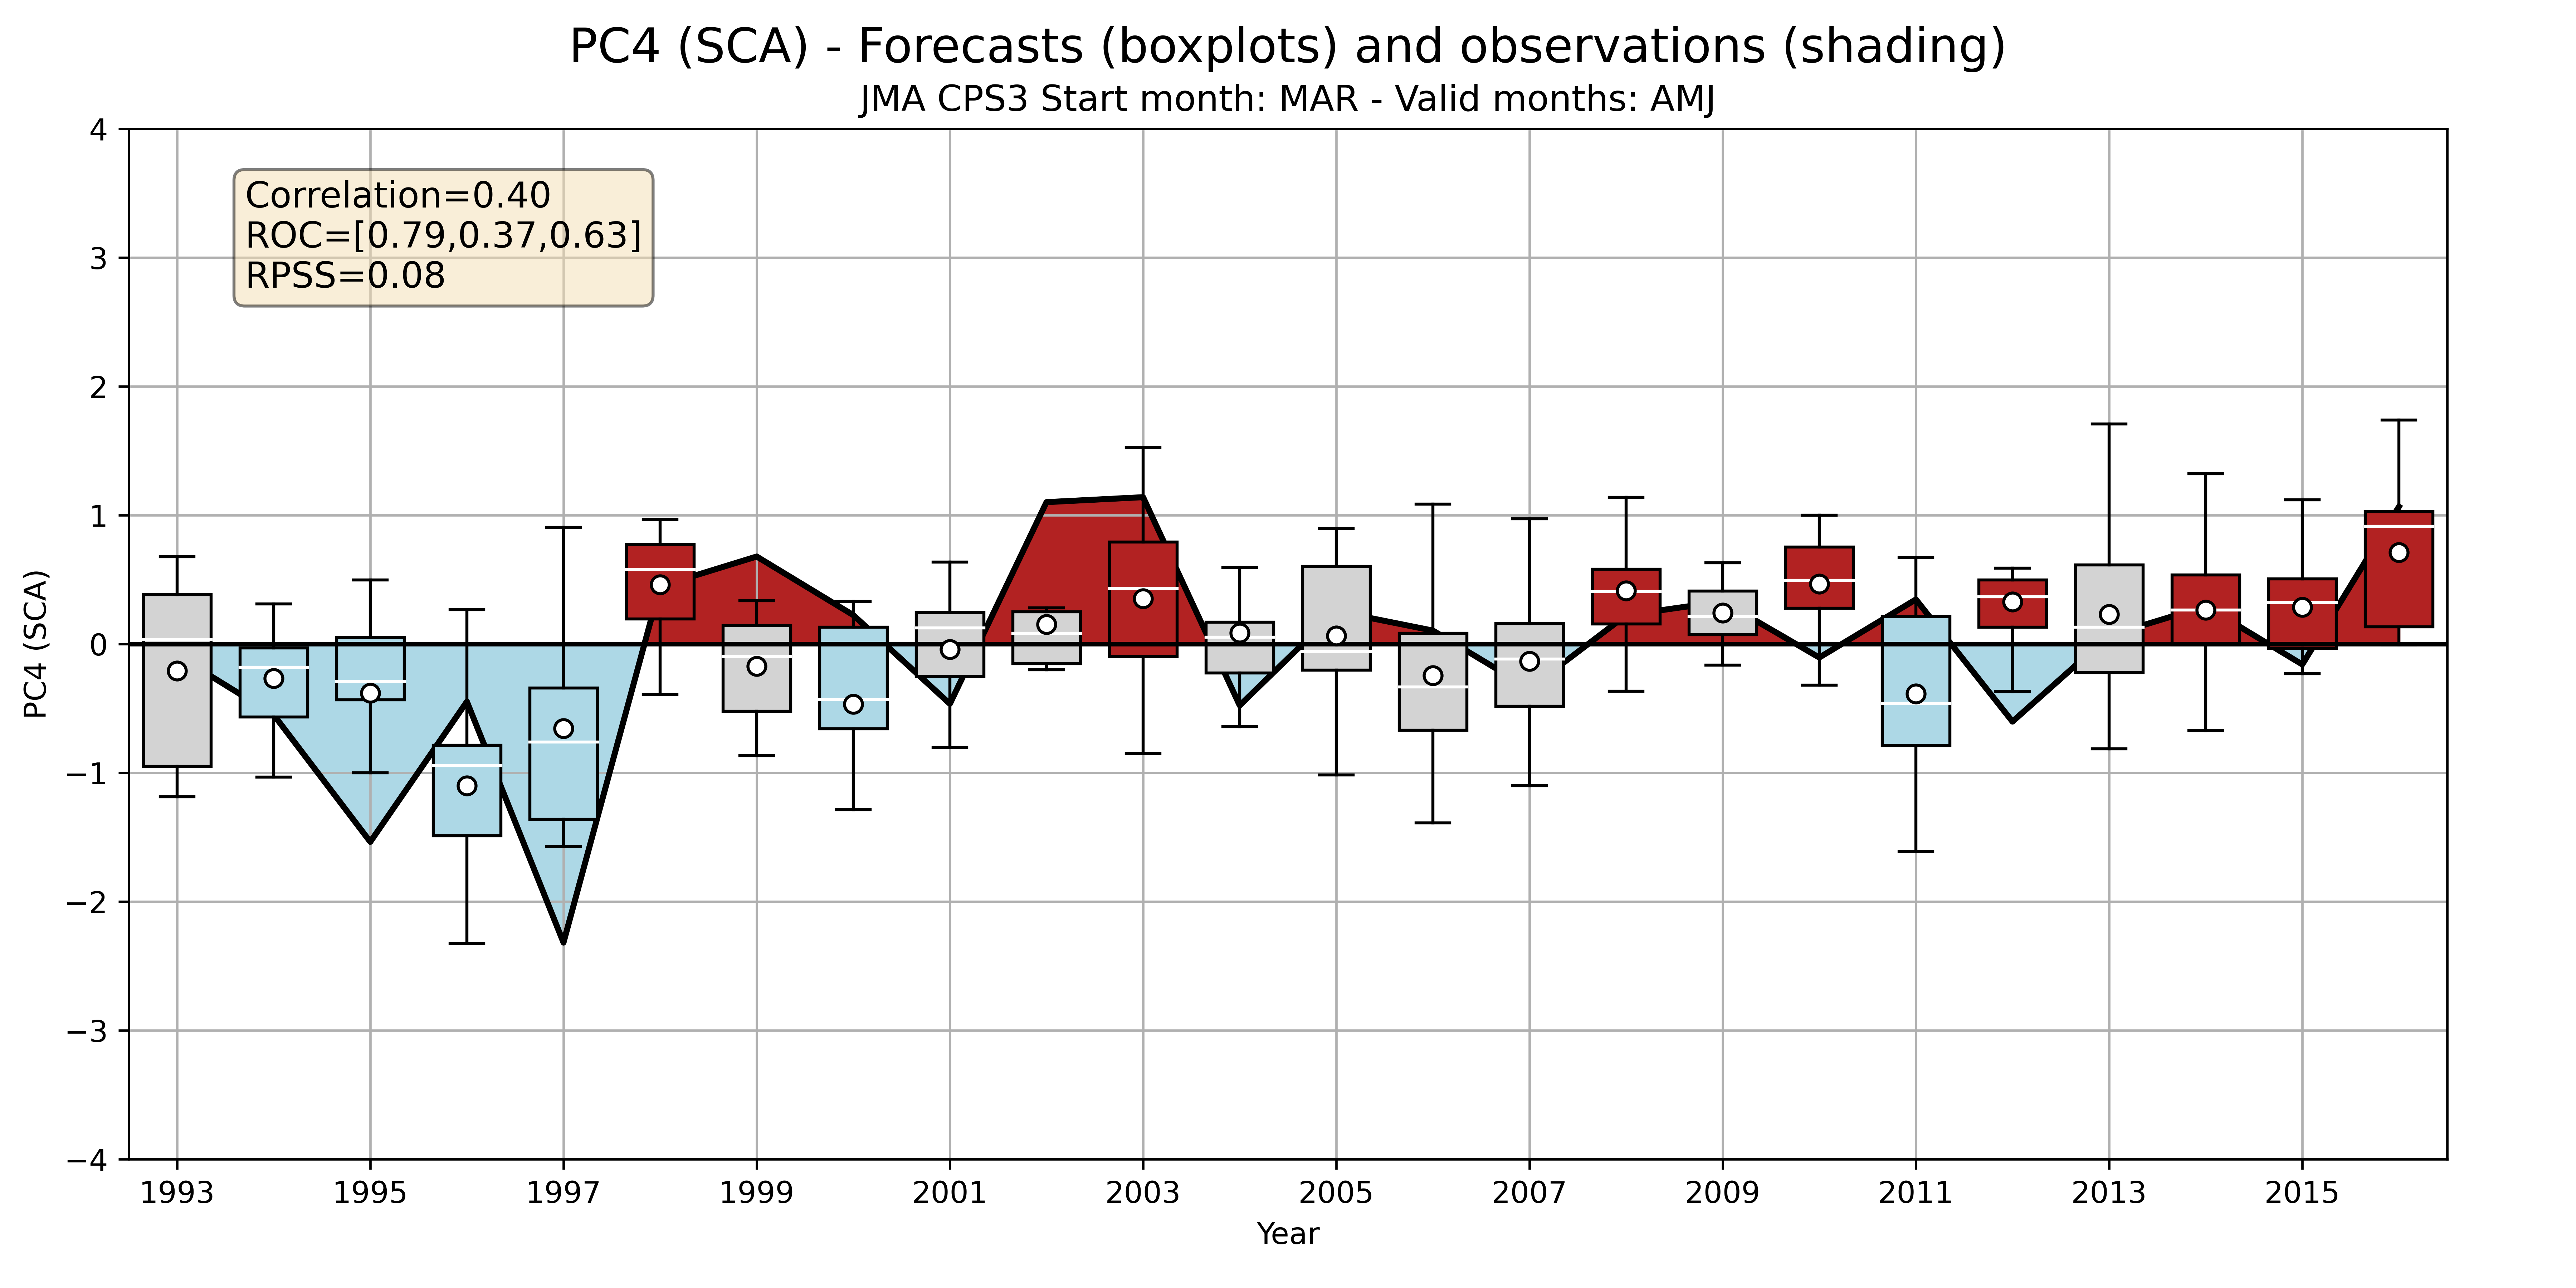 PC4 (SCA) - Forecasts (boxplots) and observations (shading)
JMA CPS3 Start month: MAR - Valid months: AMJ
Correlation=0.40
ROC=[0.79,0.37,0.63]
RPSS=0.08
PC4 (SCA)
4
3
2
1
0
−1
−2
−3
−4
1993 1995 1997 1999 2001 2003 2005 2007 2009 2011 2013 2015
Year